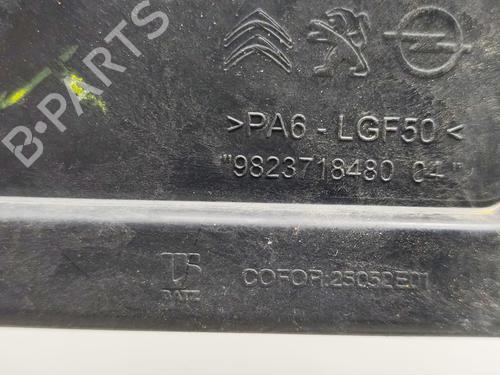 B-PARTS
>PA6 - LGF50<
"9823718480 04"
COFOR:25052E01